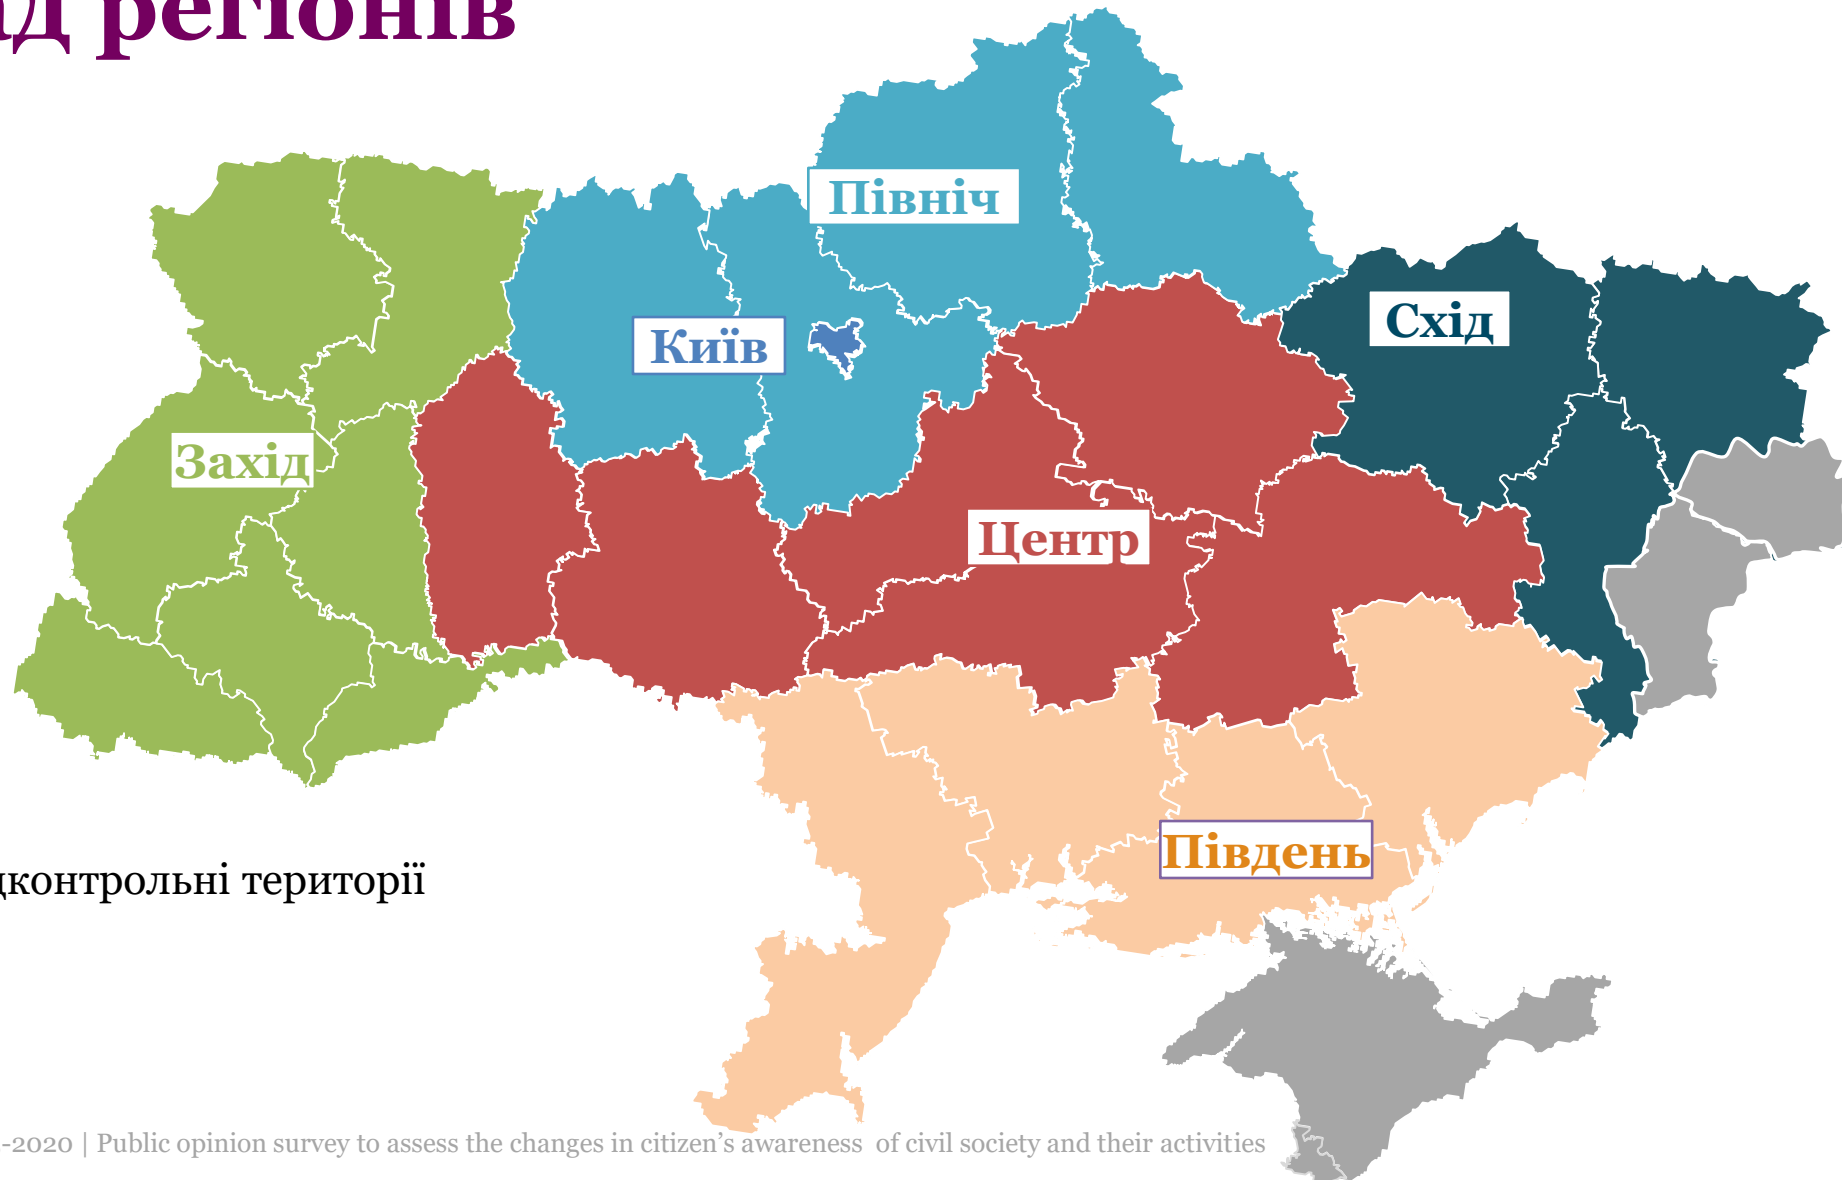 ад регіонів
Північ
Київ
Схід
Захід
Центр
Південь
дконтрольні території
-2020 | Public opinion survey to assess the changes in citizen’s awareness of civil society and their activities